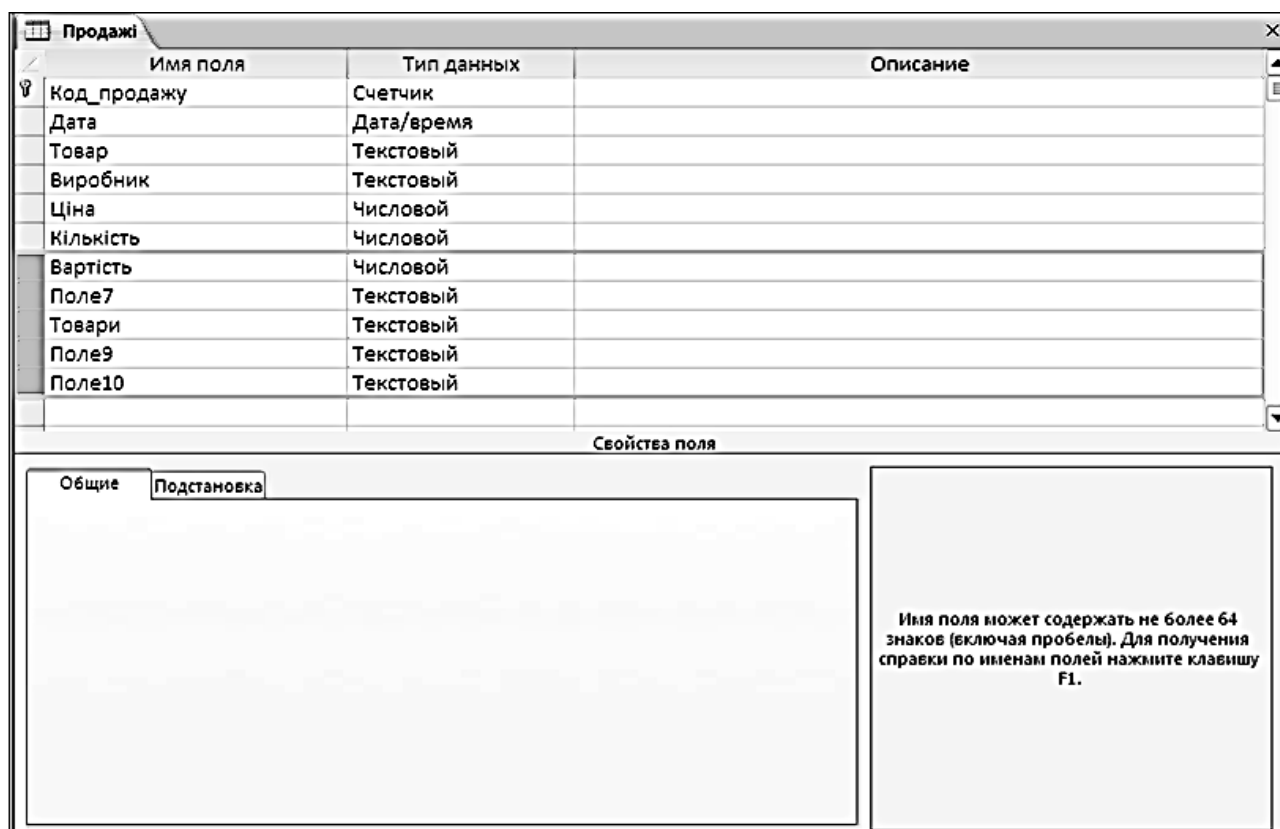 Продажі
Имя поля Тип данных Описание
Код_продажу Счетчик
Дата Дата/время
Товар Текстовый
Виробник Текстовый
Ціна Числовой
Кількість Числовой
Вартість Числовой
Поле7 Текстовый
Товари Текстовый
Поле9 Текстовый
Поле10 Текстовый
Свойства поля
Общие Подстановка
Имя поля может содержать не более 64
знаков (включая пробелы). Для получения
справки по именам полей нажмите клавишу
F1.